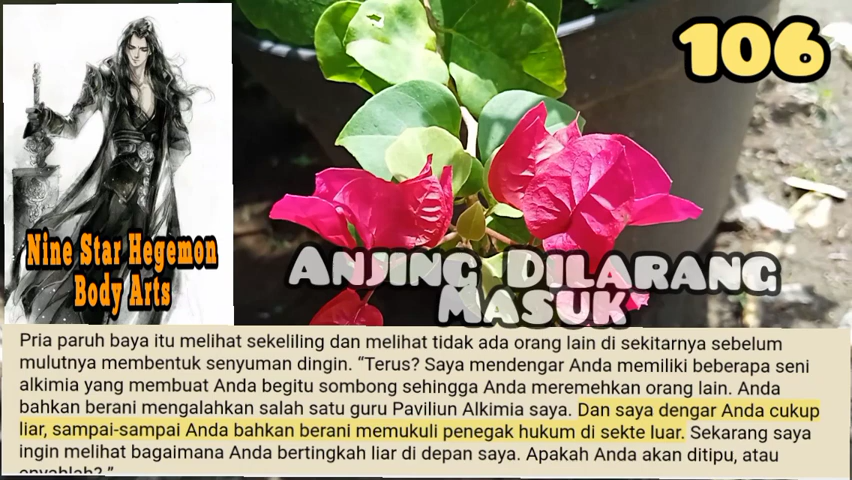 106
Nine Star Hegemon
Body Arts
ANJING DILARANG
MASUK
Pria paruh baya itu melihat sekeliling dan melihat tidak ada orang lain di sekitarnya sebelum
mulutnya membentuk senyuman dingin. “Terus? Saya mendengar Anda memiliki beberapa seni
alkimia yang membuat Anda begitu sombong sehingga Anda meremehkan orang lain. Anda
bahkan berani mengalahkan salah satu guru Paviliun Alkimia saya. Dan saya dengar Anda cukup
liar, sampai-sampai Anda bahkan berani memukuli penegak hukum di sekte luar. Sekarang saya
ingin melihat bagaimana Anda bertingkah liar di depan saya. Apakah Anda akan ditipu, atau